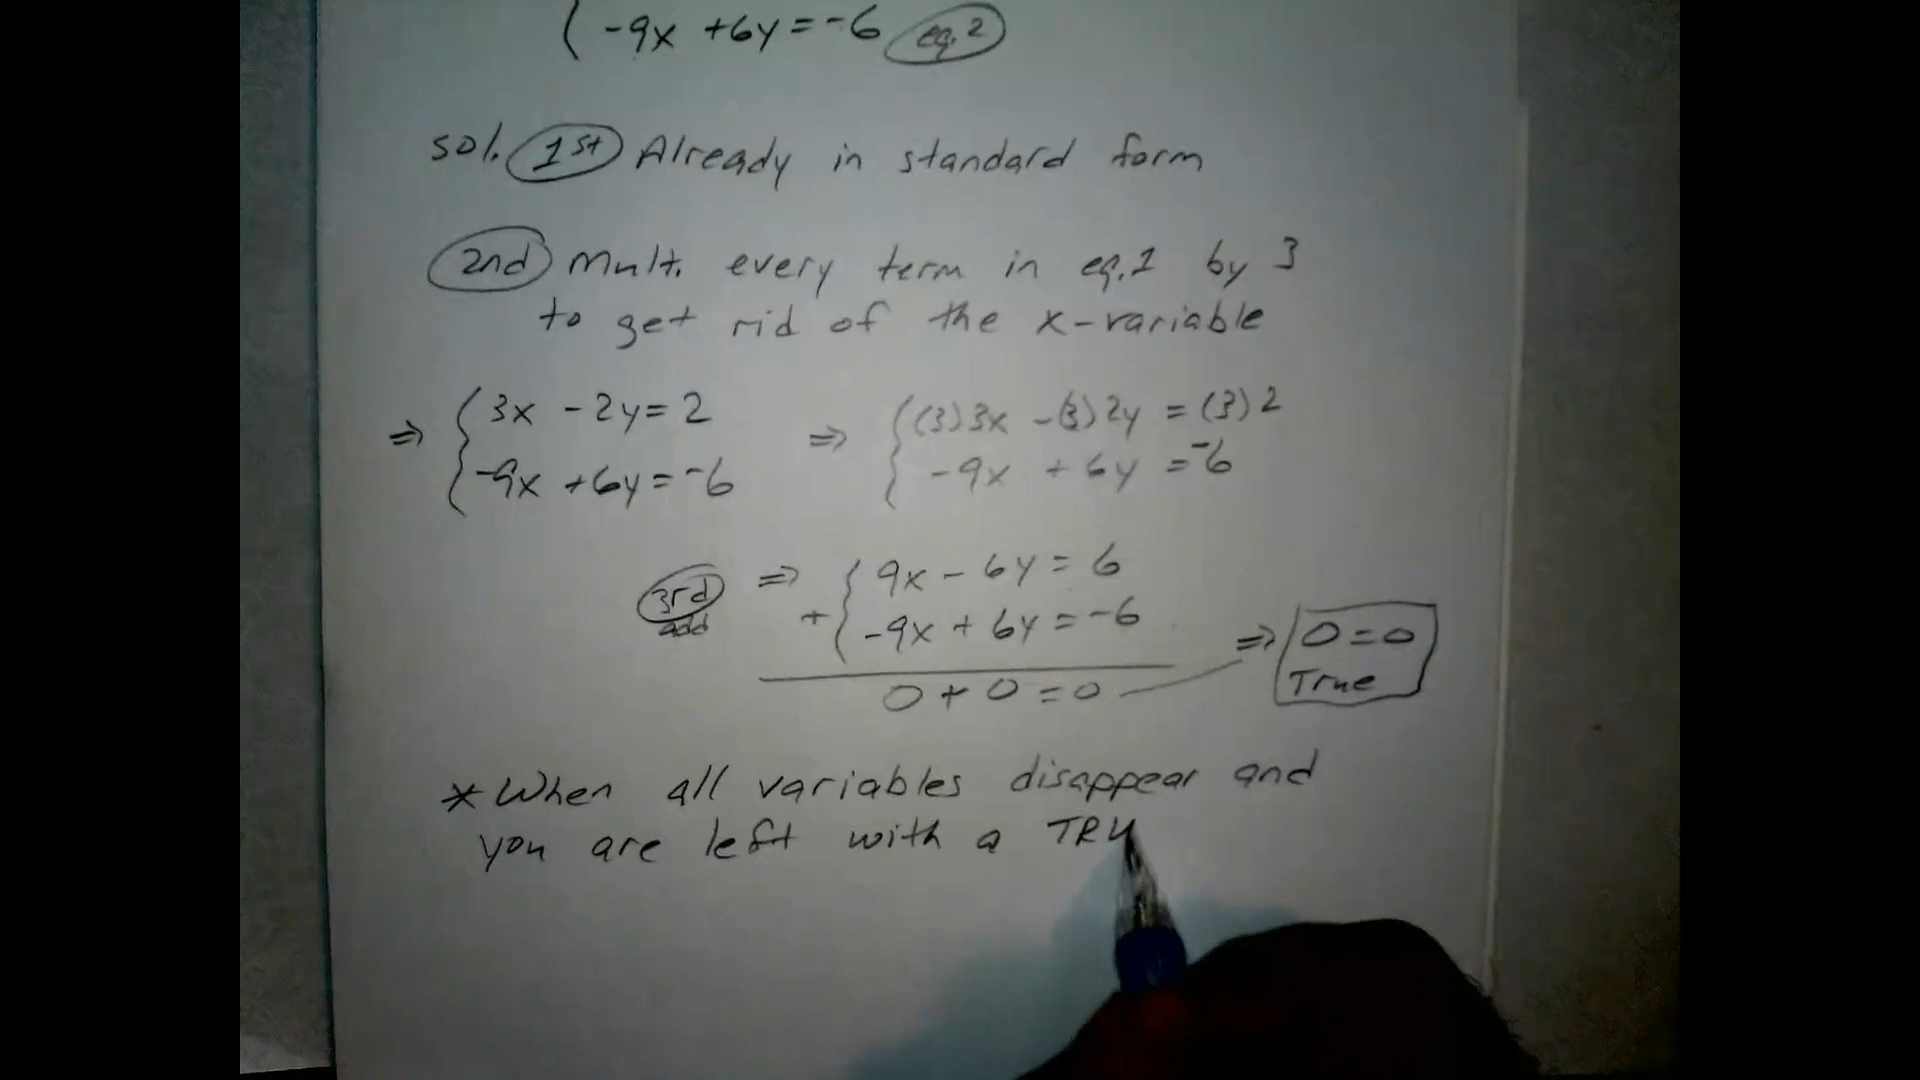 { -9x + 6y = -6 eq. 2
sol. 1st Already in standard form
2nd Mult. every term in eq. 1 by 3
to get rid of the x-variable
⇒ { 3x - 2y = 2 ⇒ { (3)3x - (3)2y = (3)2
{ -9x + 6y = -6 { -9x + 6y = -6
3rd ⇒ { 9x - 6y = 6
add + { -9x + 6y = -6
⇒ 0 = 0
0 + 0 = 0 True
* When all variables disappear and
you are left with a TRU